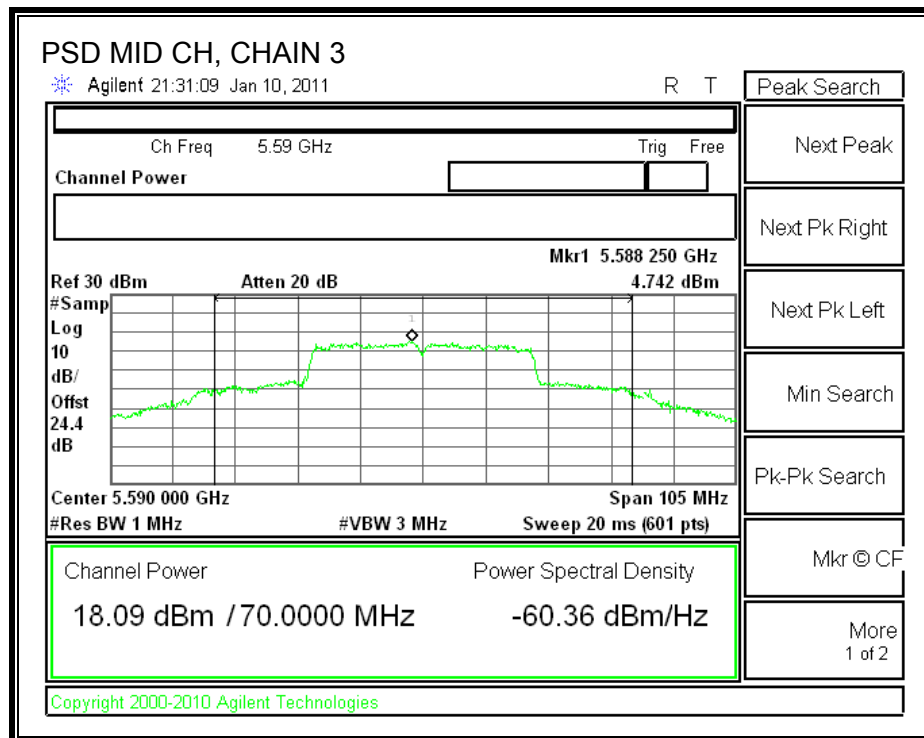 PSD MID CH, CHAIN 3
Agilent 21:31:09 Jan 10, 2011 R T
Peak Search
Ch Freq 5.59 GHz Trig Free
Next Peak
Channel Power
Next Pk Right
Mkr1 5.588 250 GHz
Ref 30 dBm Atten 20 dB 4.742 dBm
#Samp
Log
10
dB/
Offst
24.4
dB
1
Next Pk Left
Min Search
Pk-Pk Search
Center 5.590 000 GHz Span 105 MHz
#Res BW 1 MHz #VBW 3 MHz Sweep 20 ms (601 pts)
Mkr © CF
Channel Power Power Spectral Density
18.09 dBm / 70.0000 MHz -60.36 dBm/Hz
More
1 of 2
Copyright 2000-2010 Agilent Technologies